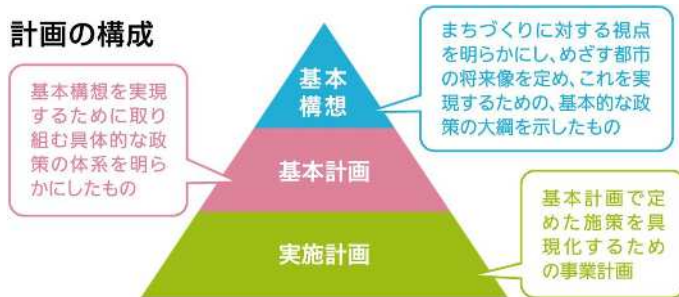 計画の構成
まちづくりに対する視点
を明らかにし、めざす都市
の将来像を定め、これを実
現するための、基本的な政
策の大綱を示したもの
基本
構想
基本構想を実現
するために取り
組む具体的な政
策の体系を明ら
かにしたもの
基本計画
基本計画で定
めた施策を具
現化するため
の事業計画
実施計画